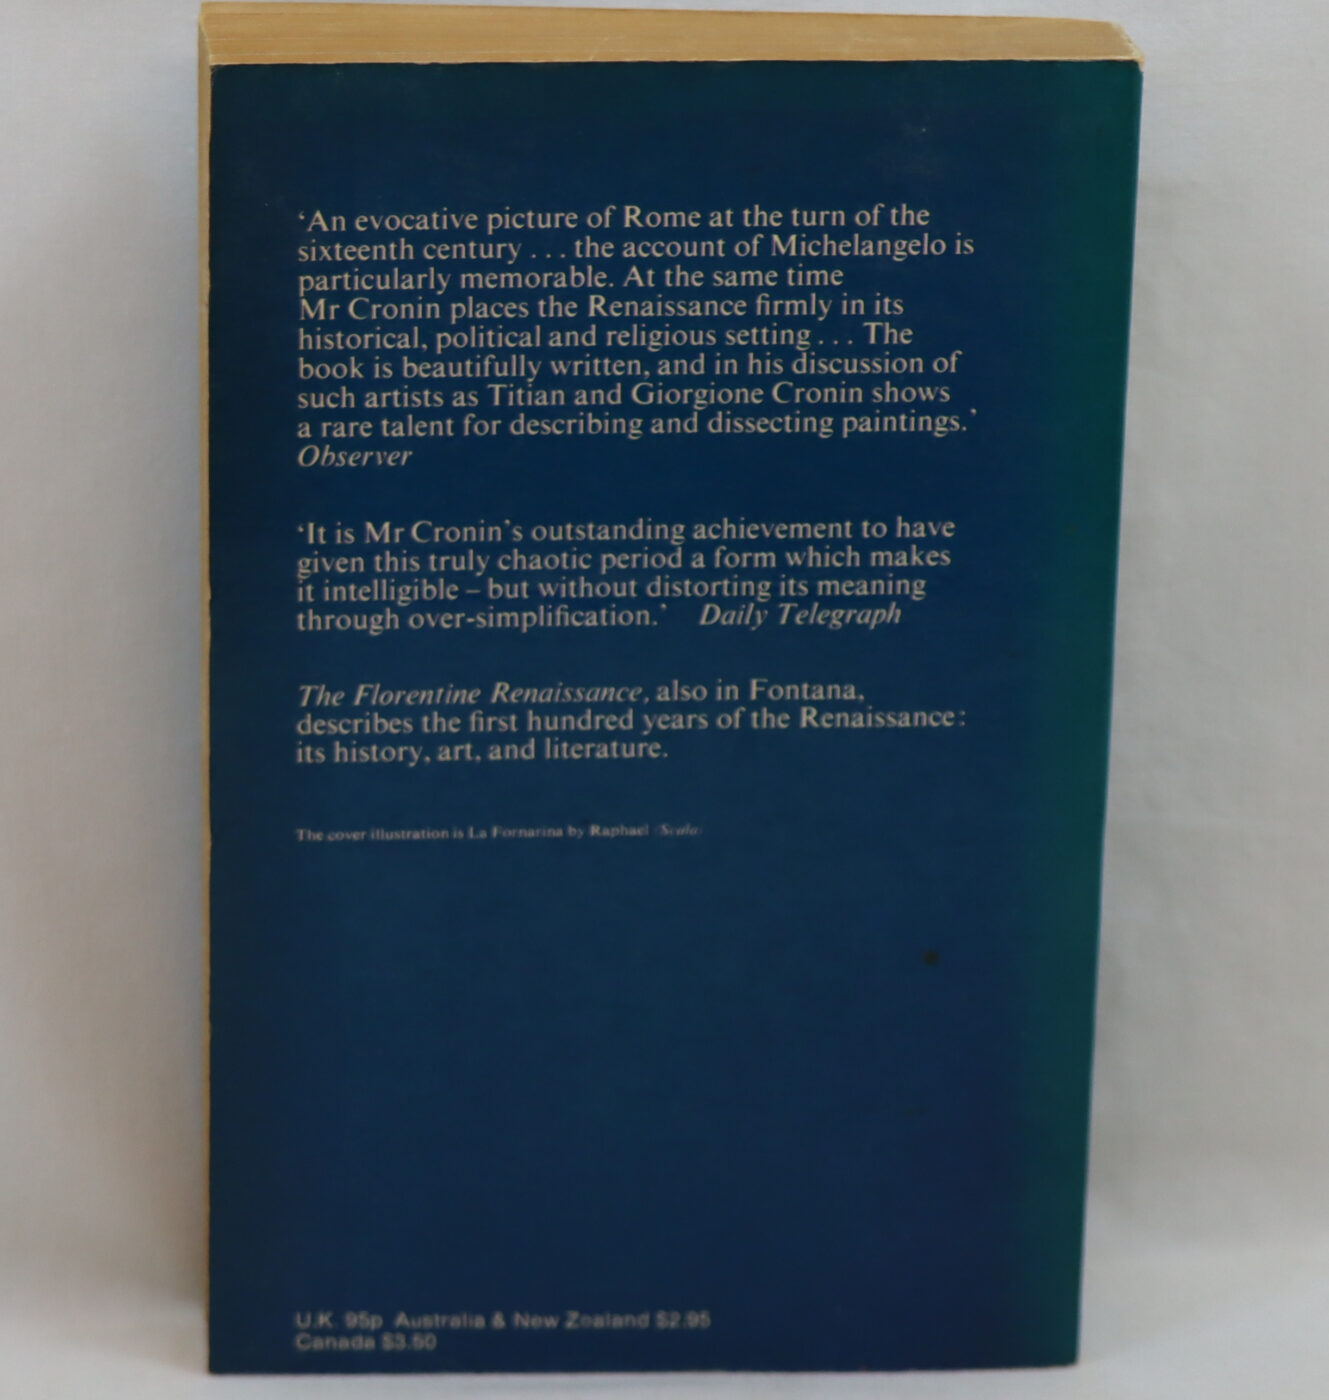 ‘An evocative picture of Rome at the turn of the
sixteenth century . . . the account of Michelangelo is
particularly memorable. At the same time
Mr Cronin places the Renaissance firmly in its
historical, political and religious setting . . . The
book is beautifully written, and in his discussion of
such artists as Titian and Giorgione Cronin shows
a rare talent for describing and dissecting paintings.’
Observer
‘It is Mr Cronin’s outstanding achievement to have
given this truly chaotic period a form which makes
it intelligible – but without distorting its meaning
through over-simplification.’ Daily Telegraph
The Florentine Renaissance, also in Fontana,
describes the first hundred years of the Renaissance:
its history, art, and literature.
The cover illustration is La Fornarina by Raphael (Scala)
U.K. 95p Australia & New Zealand $2.95
Canada $3.50